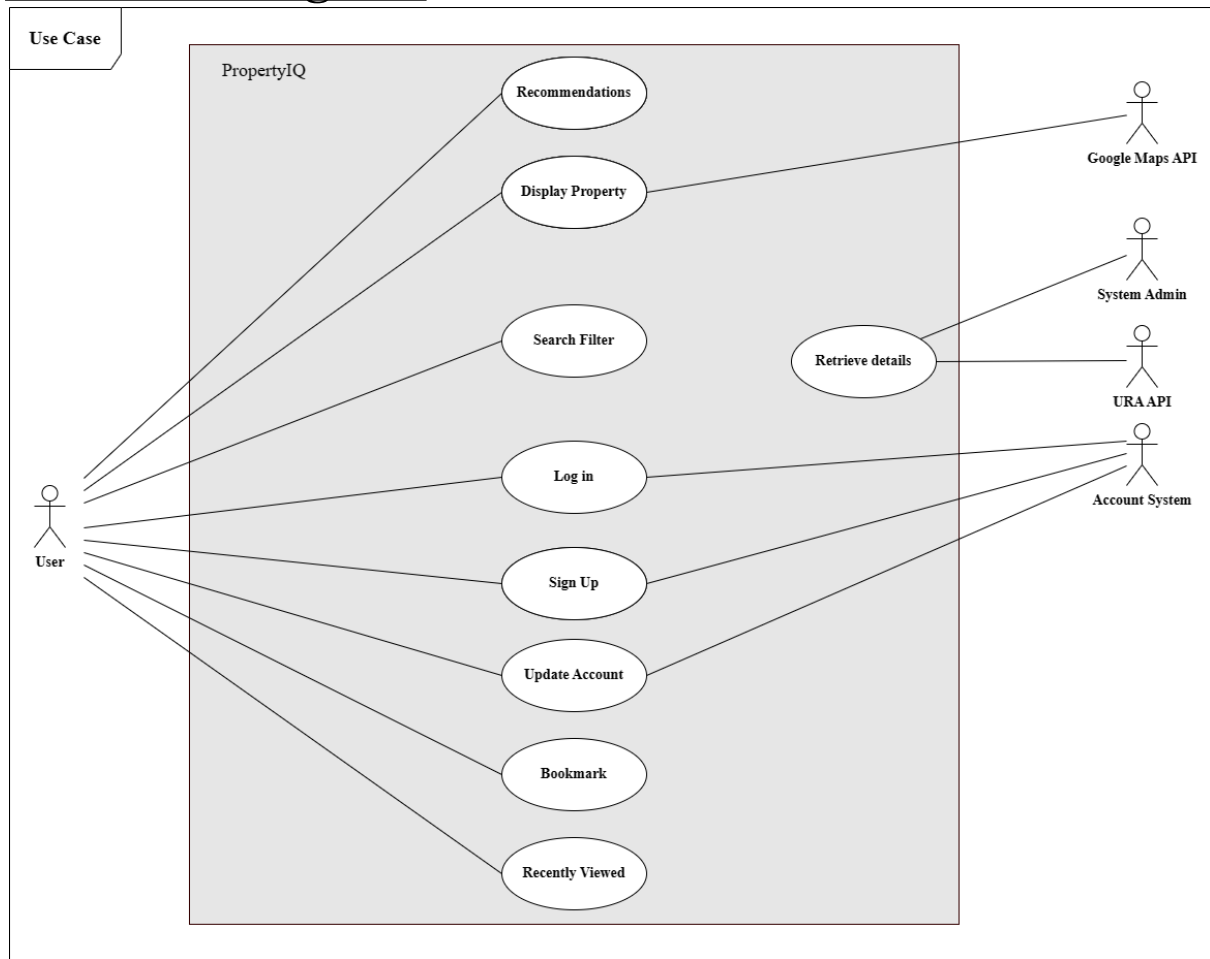 Use Case
PropertyIQ
Recommendations
Google Maps API
Display Property
System Admin
Search Filter
Retrieve details
URA API
Log in
Account System
User
Sign Up
Update Account
Bookmark
Recently Viewed